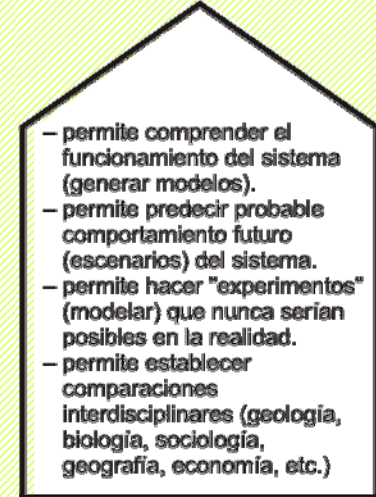 – permite comprender el
funcionamiento del sistema
(generar modelos).
– permite predecir probable
comportamiento futuro
(escenarios) del sistema.
– permite hacer "experimentos"
(modelar) que nunca serían
posibles en la realidad.
– permite establecer
comparaciones
interdisciplinares (geología,
biología, sociología,
geografía, economía, etc.)